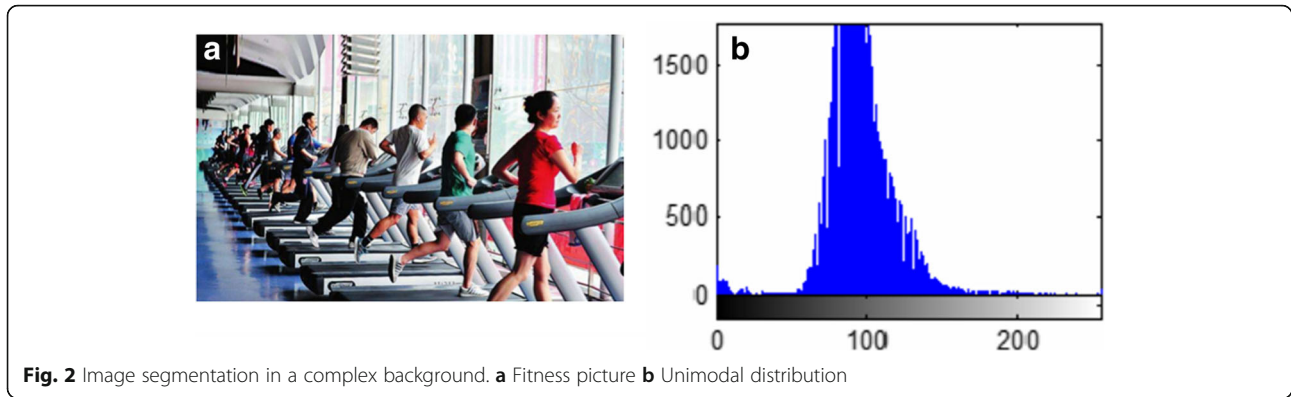 a
b
1500
1000
500
0
0 100 200
Fig. 2 Image segmentation in a complex background. a Fitness picture b Unimodal distribution